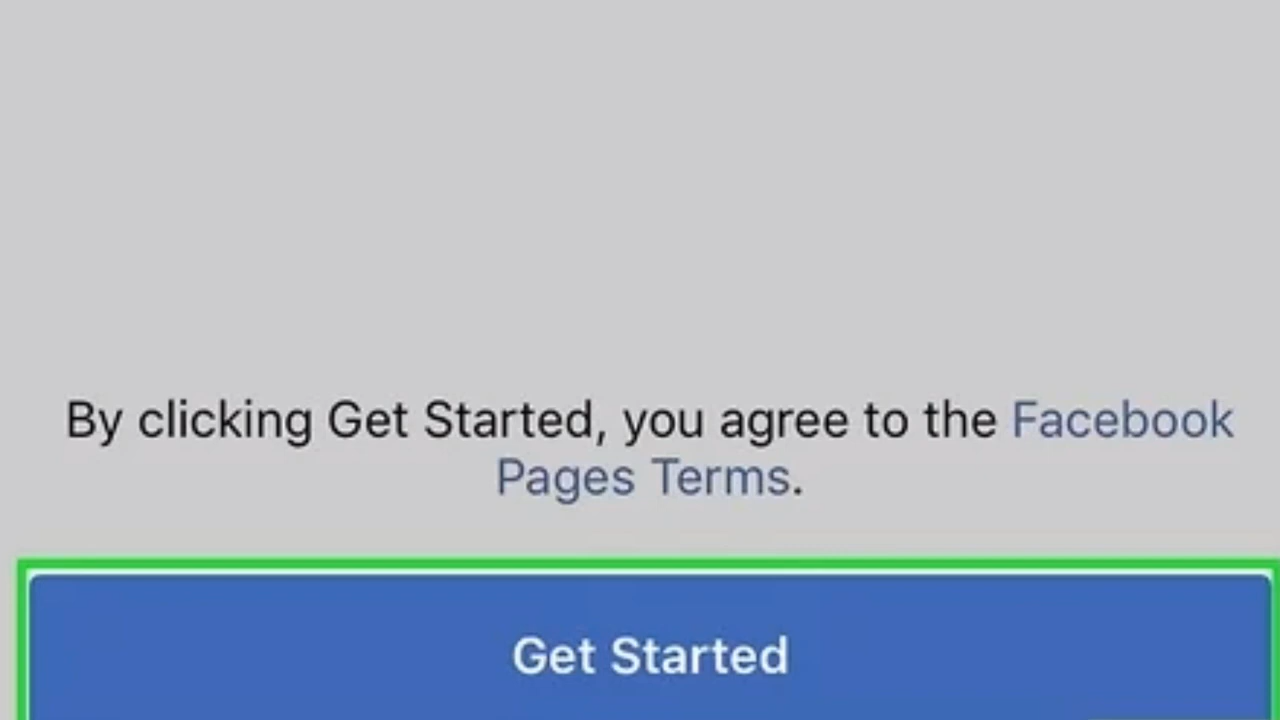 By clicking Get Started, you agree to the Facebook
Pages Terms.
Get Started